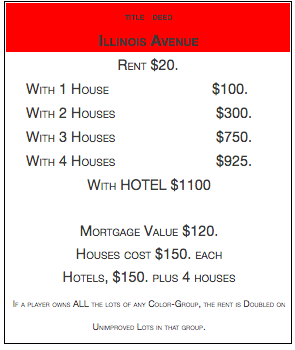 TITLE DEED
ILLINOIS AVENUE
RENT $20.
WITH 1 HOUSE $100.
WITH 2 HOUSES $300.
WITH 3 HOUSES $750.
WITH 4 HOUSES $925.
WITH HOTEL $1100
MORTGAGE VALUE $120.
HOUSES COST $150. EACH
HOTELS, $150. PLUS 4 HOUSES
IF A PLAYER OWNS ALL THE LOTS OF ANY COLOR-GROUP, THE RENT IS DOUBLED ON
UNIMPROVED LOTS IN THAT GROUP.